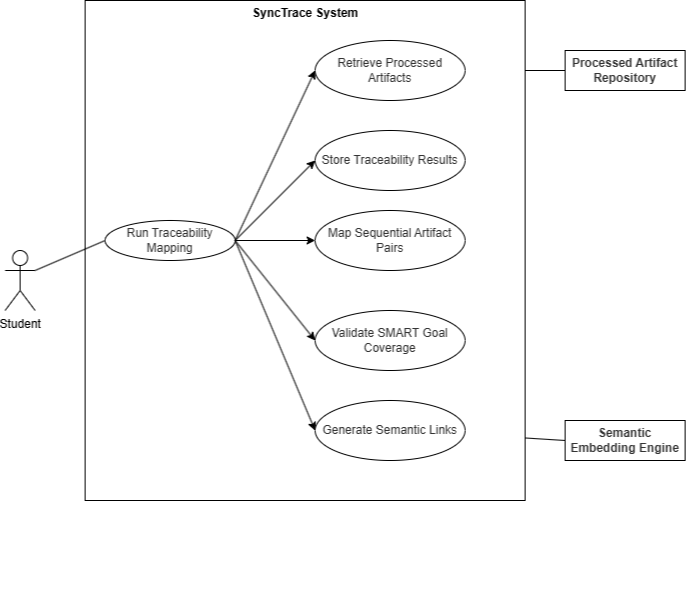 SyncTrace System
Retrieve Processed
Artifacts
Processed Artifact
Repository
Store Traceability Results
Run Traceability
Mapping
Map Sequential Artifact
Pairs
Student
Validate SMART Goal
Coverage
Generate Semantic Links
Semantic
Embedding Engine